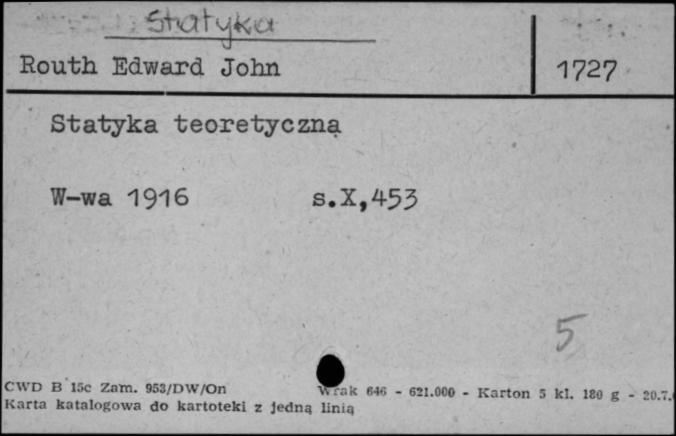 Statyka
Routh Edward John 1727
Statyka teoretyczną
W-wa 1916 s.X,453
5
CWD B 15c Zam. 953/DW/On Wrak 646 - 621.000 - Karton 5 kl. 180 g - 20.7.
Karta katalogowa do kartoteki z jedną linią